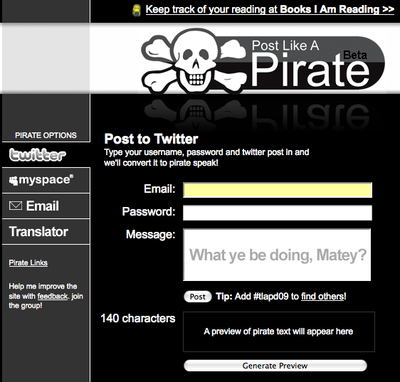 Keep track of your reading at Books I Am Reading >>
Post Like A
Pirate
Beta
PIRATE OPTIONS
twitter
myspace®
Email
Translator
Pirate Links
Help me improve the
site with feedback. join
the group!
Post to Twitter
Type your username, password and twitter post in and
we'll convert it to pirate speak!
Email:
Password:
Message:
What ye be doing, Matey?
Post Tip: Add #tlapd09 to find others!
140 characters
A preview of pirate text will appear here
Generate Preview